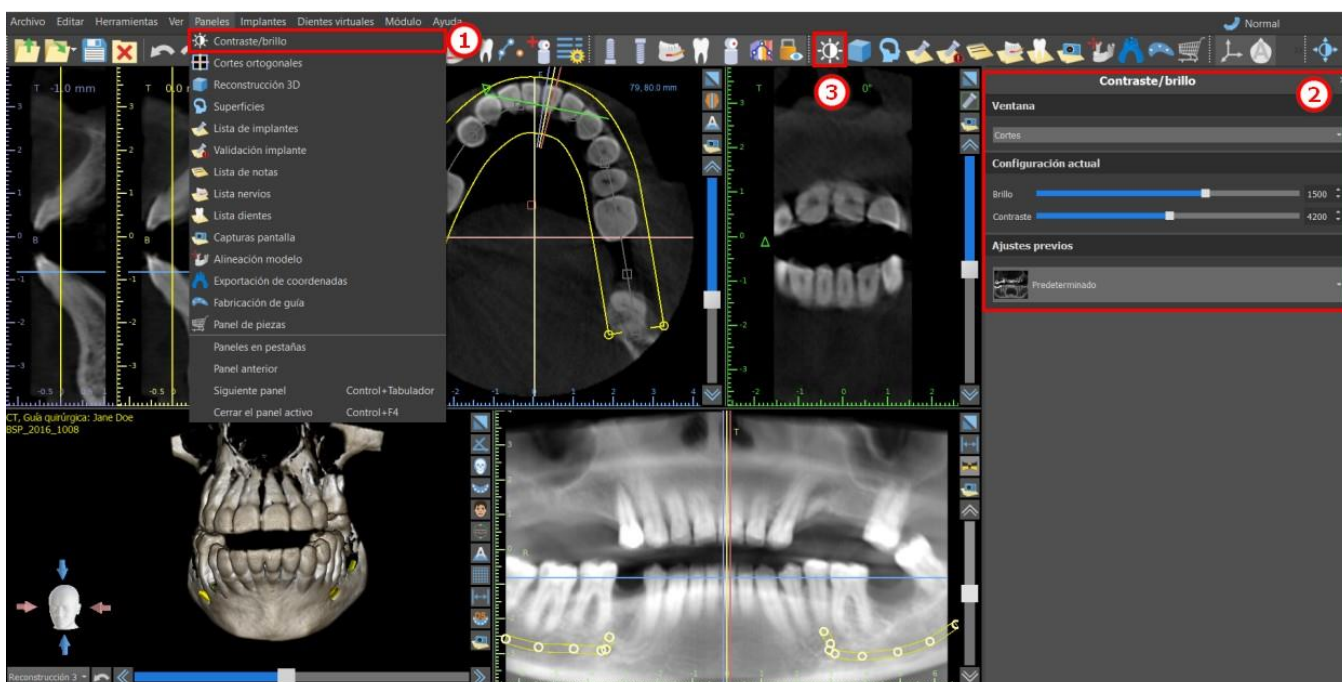 Archivo Editar Herramientas Ver Paneles Implantes Dientes virtuales Módulo Ayuda
Normal
Contraste/brillo
1
Cortes ortogonales
Reconstrucción 3D
Superficies
Lista de implantes
Validación implante
Lista de notas
Lista nervios
Lista dientes
Capturas pantalla
Alineación modelo
Exportación de coordenadas
Fabricación de guía
Panel de piezas
Paneles en pestañas
Panel anterior
Siguiente panel Control+Tabulador
Cerrar el panel activo Control+F4
3
T -1.0 mm
B
T
B
79, 80.0 mm
T 0°
Contraste/brillo
2
Ventana
Cortes
Configuración actual
Brillo 1500
Contraste 4200
Ajustes previos
Predeterminado
CT, Guía quirúrgica: Jane Doe
BSP_2016_1008
Reconstrucción 3
T
R